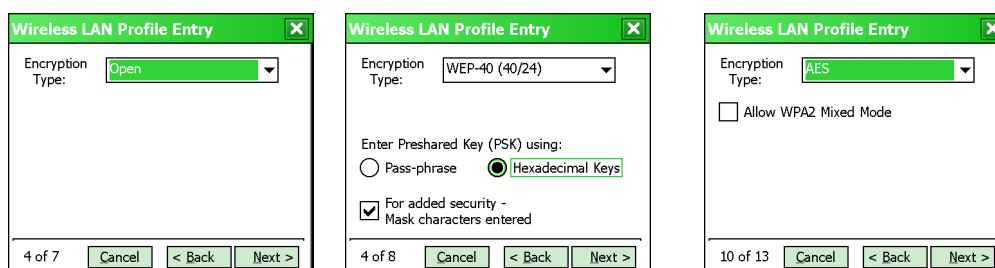 Wireless LAN Profile Entry
Encryption
Type:
Open
4 of 7 Cancel < Back Next >
Wireless LAN Profile Entry
Encryption
Type:
WEP-40 (40/24)
Enter Preshared Key (PSK) using:
Pass-phrase Hexadecimal Keys
For added security -
Mask characters entered
4 of 8 Cancel < Back Next >
Wireless LAN Profile Entry
Encryption
Type:
AES
Allow WPA2 Mixed Mode
10 of 13 Cancel < Back Next >